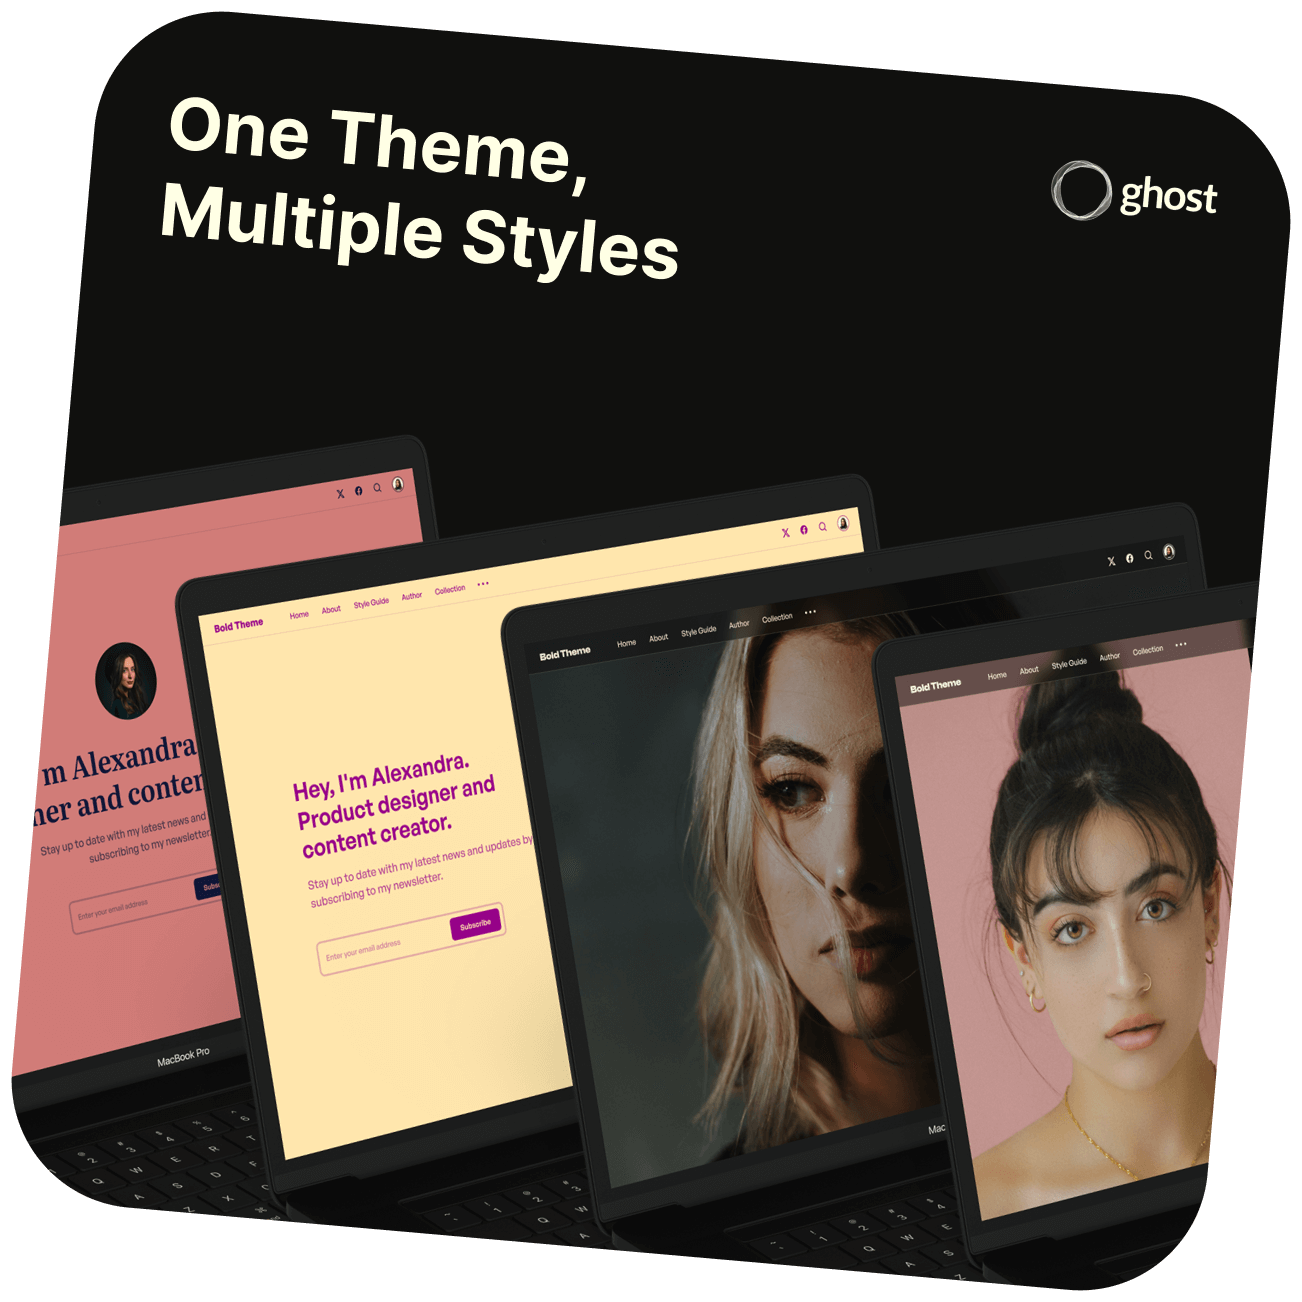 One Theme,
Multiple Styles
ghost
m Alexandra
ner and conten
Stay up to date with my latest news and
subscribing to my newsletter.
Enter your email address
MacBook Pro
Bold Theme Home About Style Guide Author Collection
Hey, I'm Alexandra.
Product designer and
content creator.
Stay up to date with my latest news and updates by
subscribing to my newsletter.
Enter your email address Subscribe
Bold Theme Home About Style Guide Author Collection
Mac
Bold Theme Home About Style Guide Author Collection